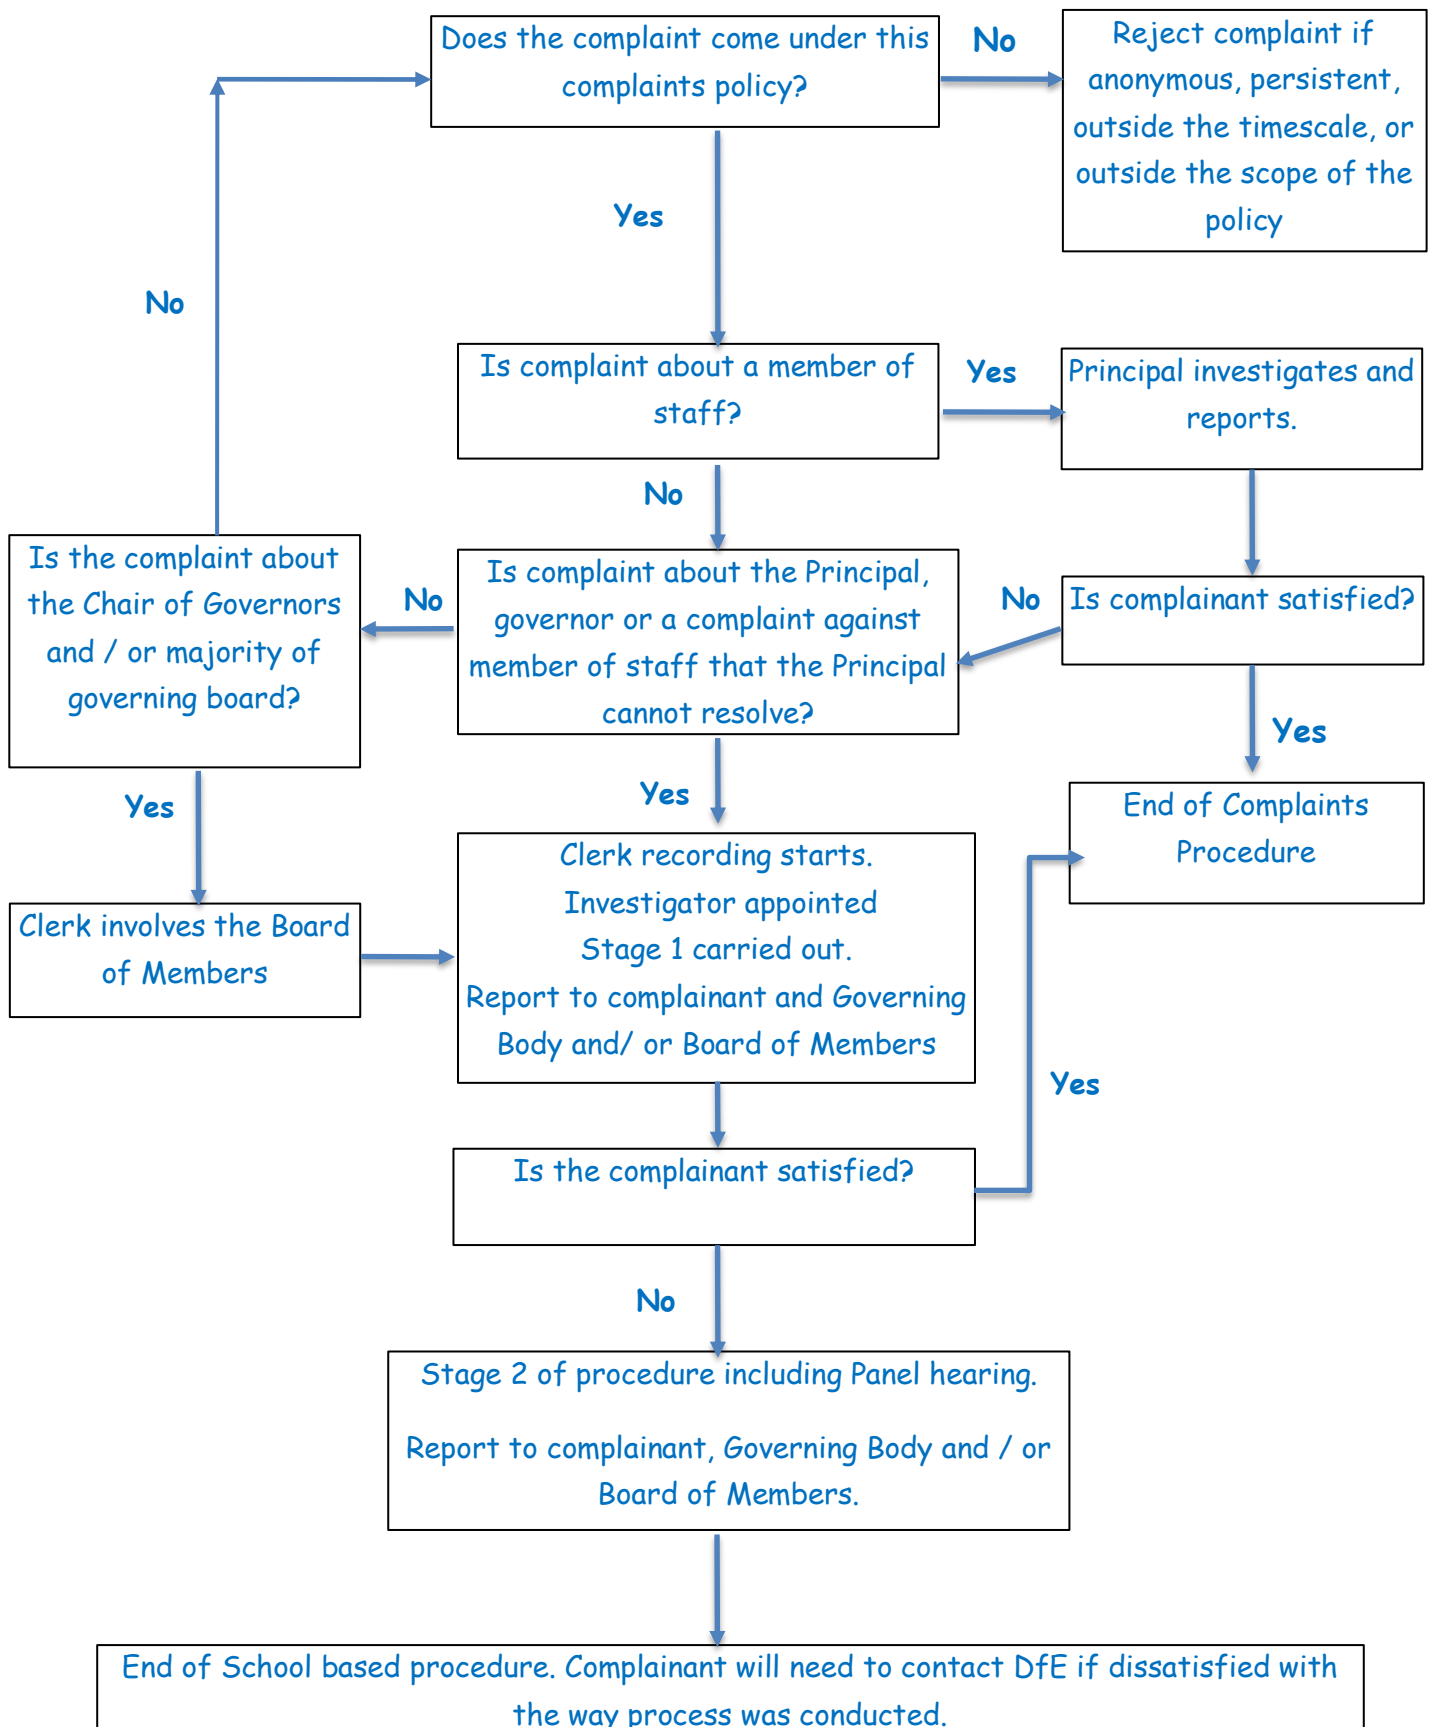 Does the complaint come under this
complaints policy?
No
Reject complaint if
anonymous, persistent,
outside the timescale, or
outside the scope of the
policy
Yes
No
Is complaint about a member of
staff?
Yes
Principal investigates and
reports.
No
Is the complaint about
the Chair of Governors
and / or majority of
governing board?
No
Is complaint about the Principal,
governor or a complaint against
member of staff that the Principal
cannot resolve?
No
Is complainant satisfied?
Yes
Yes
Yes
End of Complaints
Procedure
Clerk involves the Board
of Members
Clerk recording starts.
Investigator appointed
Stage 1 carried out.
Report to complainant and Governing
Body and/ or Board of Members
Yes
Is the complainant satisfied?
No
Stage 2 of procedure including Panel hearing.
Report to complainant, Governing Body and / or
Board of Members.
End of School based procedure. Complainant will need to contact DfE if dissatisfied with
the way process was conducted.